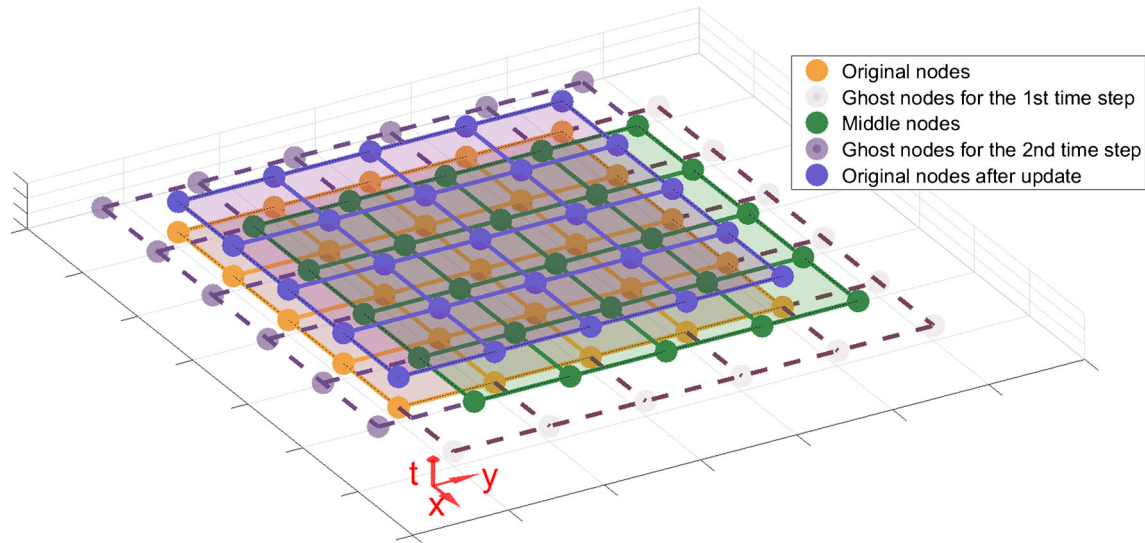 Original nodes
Ghost nodes for the 1st time step
Middle nodes
Ghost nodes for the 2nd time step
Original nodes after update
t
y
x